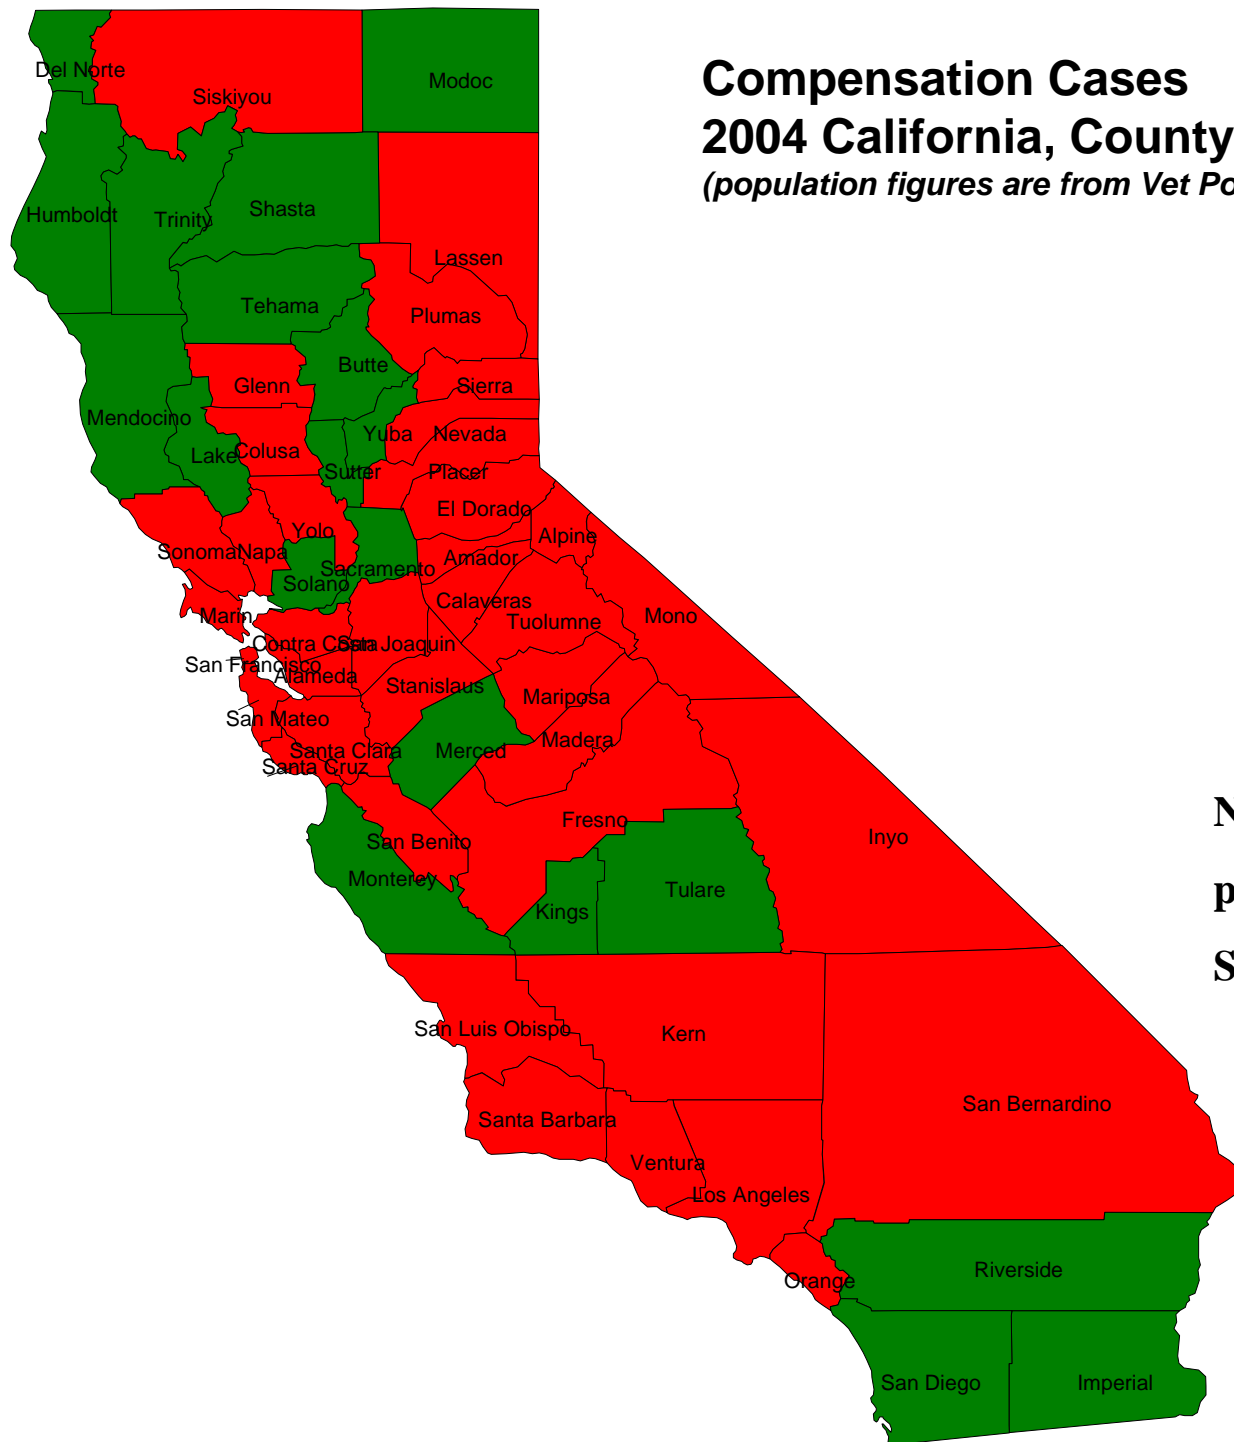 Compensation Cases
2004 California, County
(population figures are from Vet Po
Del Norte
Siskiyou
Modoc
Humboldt
Trinity
Shasta
Lassen
Tehama
Plumas
Butte
Glenn
Sierra
Mendocino
Lake
Colusa
Yuba
Nevada
Sutter
Placer
El Dorado
Yolo
Sonoma
Napa
Alpine
Sacramento
Amador
Solano
Calaveras
Marin
Tuolumne
Mono
Contra Costa
San Joaquin
San Francisco
Alameda
Stanislaus
Mariposa
San Mateo
Santa Clara
Merced
Madera
Santa Cruz
Fresno
San Benito
Inyo
Monterey
Kings
Tulare
N
p
S
San Luis Obispo
Kern
Santa Barbara
San Bernardino
Ventura
Los Angeles
Orange
Riverside
San Diego
Imperial